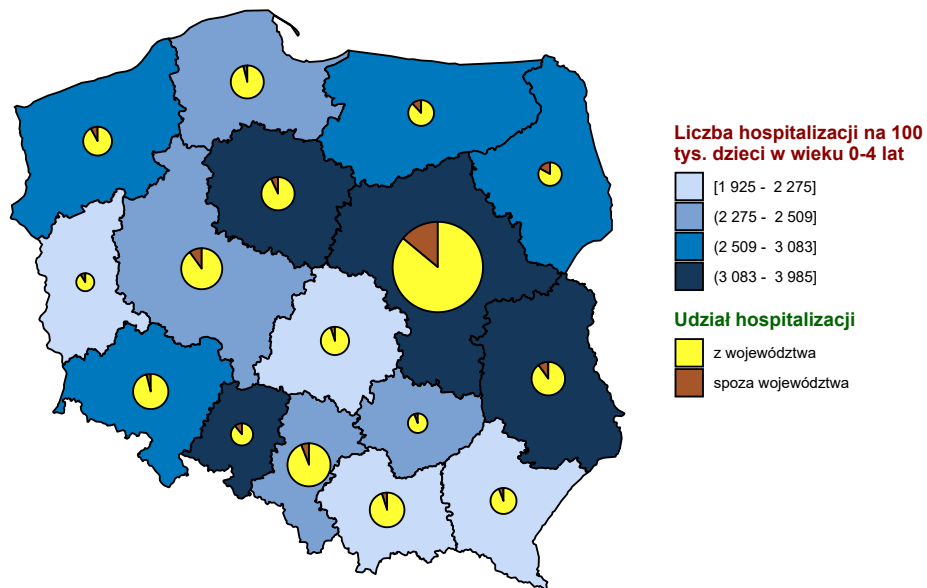 Liczba hospitalizacji na 100
tys. dzieci w wieku 0-4 lat
[1 925 - 2 275]
(2 275 - 2 509]
(2 509 - 3 083]
(3 083 - 3 985]
Udział hospitalizacji
z województwa
spoza województwa